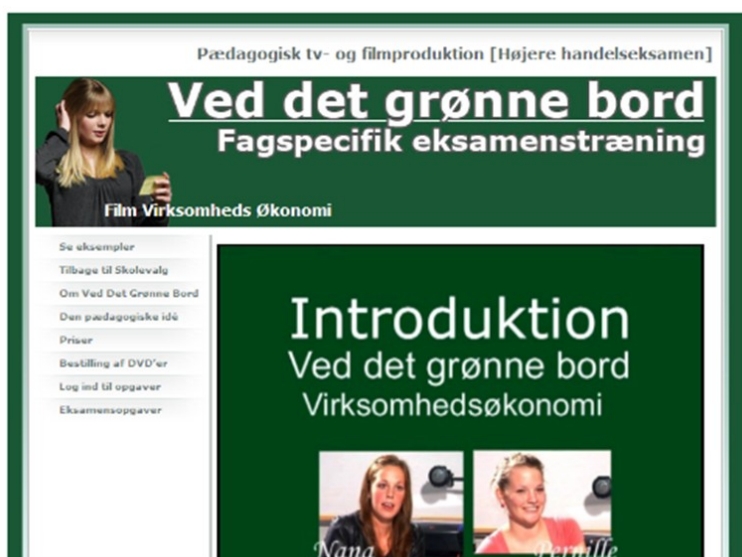 Pædagogisk tv- og filmproduktion [Højere handelseksamen]
Ved det grønne bord
Fagspecifik eksamenstræning
Film Virksomheds Økonomi
Se eksempler
Tilbage til Skolevalg
Om Ved Det Grønne Bord
Den pædagogiske idè
Priser
Bestilling af DVD'er
Log ind til opgaver
Eksamensopgaver
Introduktion
Ved det grønne bord
Virksomhedsøkonomi
Nana
Pernille